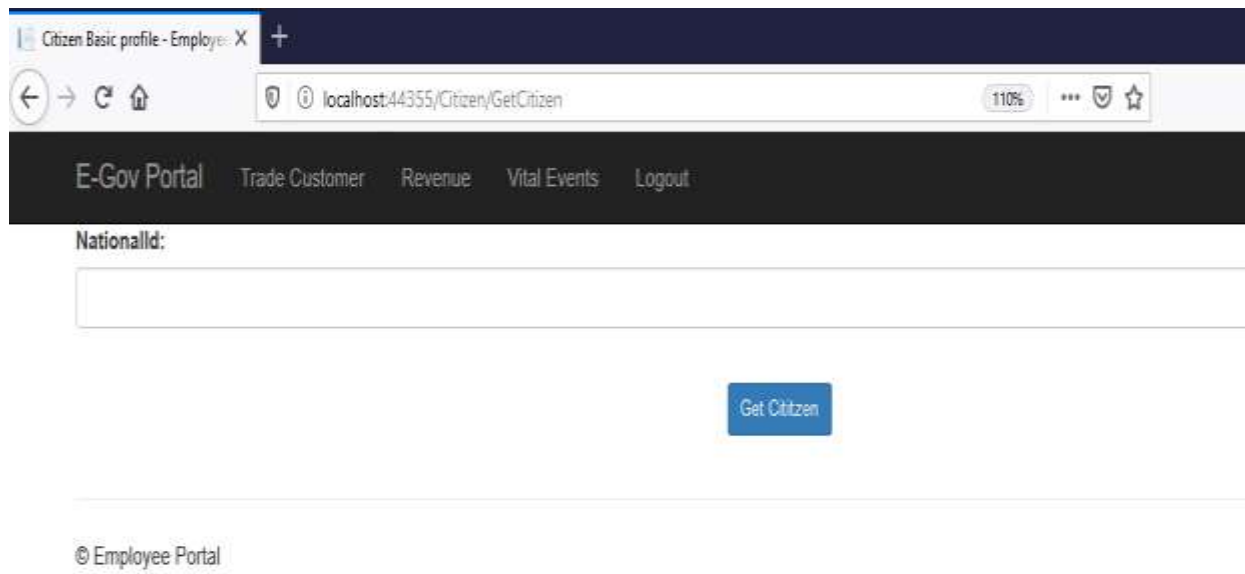 Citizen Basic profile - Employe
localhost:44355/Citizen/GetCitizen
110%
E-Gov Portal Trade Customer Revenue Vital Events Logout
NationalId:
Get Cititzen
© Employee Portal